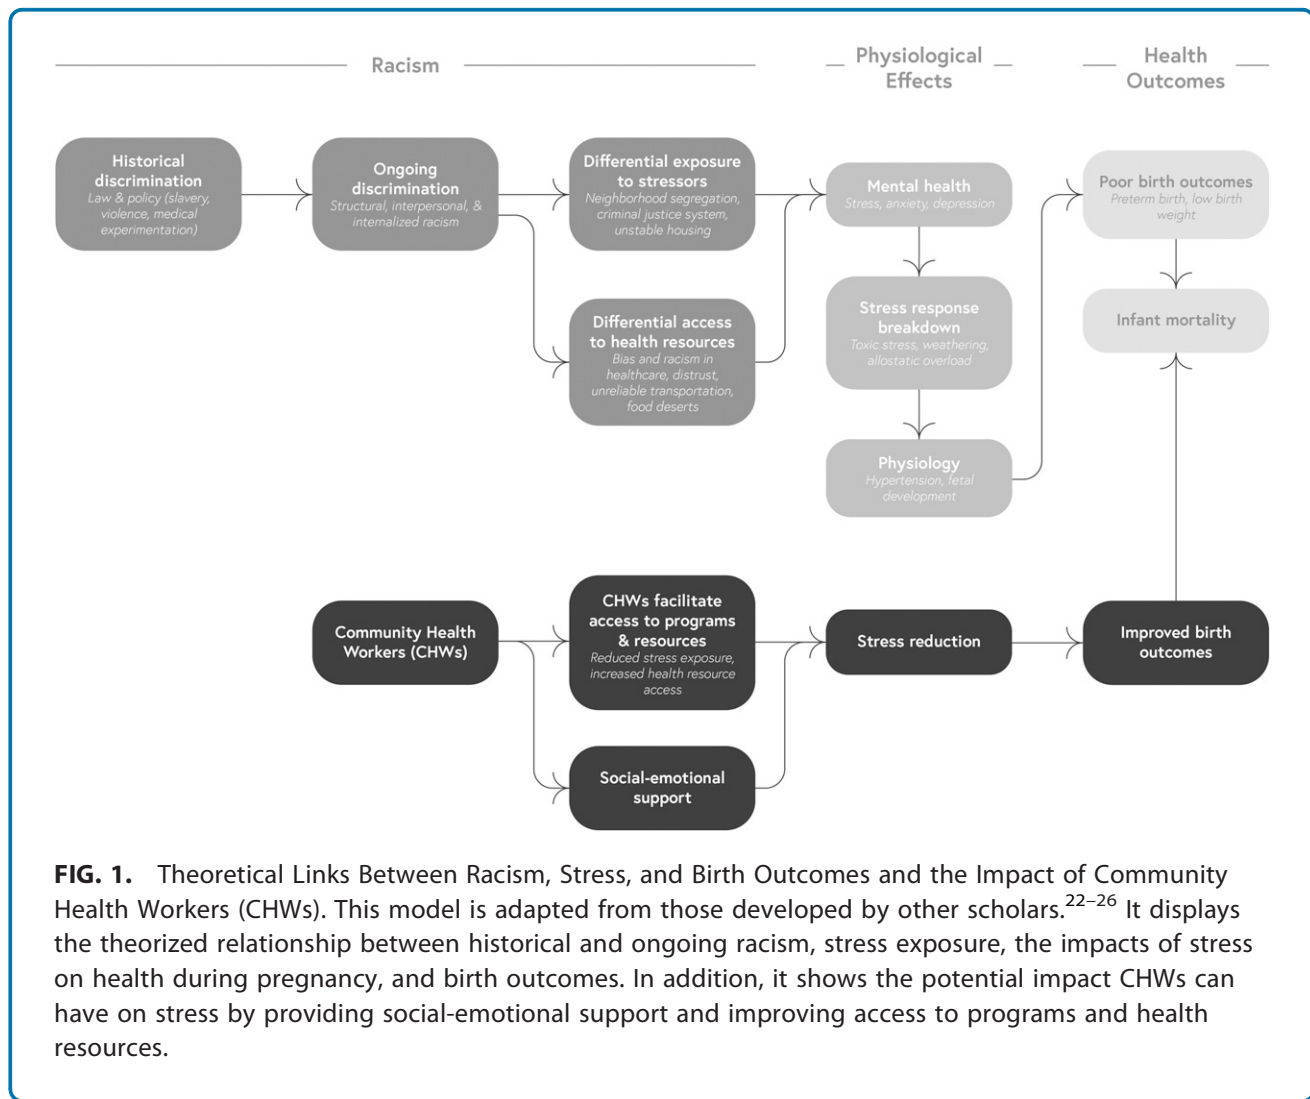 Racism
Physiological
Effects
Health
Outcomes
Historical
discrimination
Law & policy (slavery,
violence, medical
experimentation)
Ongoing
discrimination
Structural, interpersonal, &
internalized racism
Differential exposure
to stressors
Neighborhood segregation,
criminal justice system,
unstable housing
Differential access
to health resources
Bias and racism in
healthcare, distrust,
unreliable transportation,
food deserts
Mental health
Stress, anxiety, depression
Stress response
breakdown
Toxic stress, weathering,
allostatic overload
Physiology
Hypertension, fetal
development
Poor birth outcomes
Preterm birth, low birth
weight
Infant mortality
Community Health
Workers (CHWs)
CHWs facilitate
access to programs
& resources
Reduced stress exposure,
increased health resource
access
Social-emotional
support
Stress reduction
Improved birth
outcomes
FIG. 1. Theoretical Links Between Racism, Stress, and Birth Outcomes and the Impact of Community
Health Workers (CHWs). This model is adapted from those developed by other scholars.22–26 It displays
the theorized relationship between historical and ongoing racism, stress exposure, the impacts of stress
on health during pregnancy, and birth outcomes. In addition, it shows the potential impact CHWs can
have on stress by providing social-emotional support and improving access to programs and health
resources.